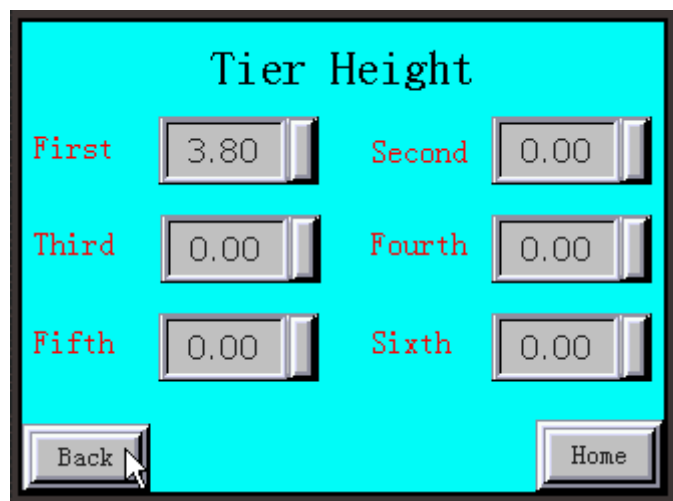 Tier Height
First 3.80 Second 0.00
Third 0.00 Fourth 0.00
Fifth 0.00 Sixth 0.00
Back Home